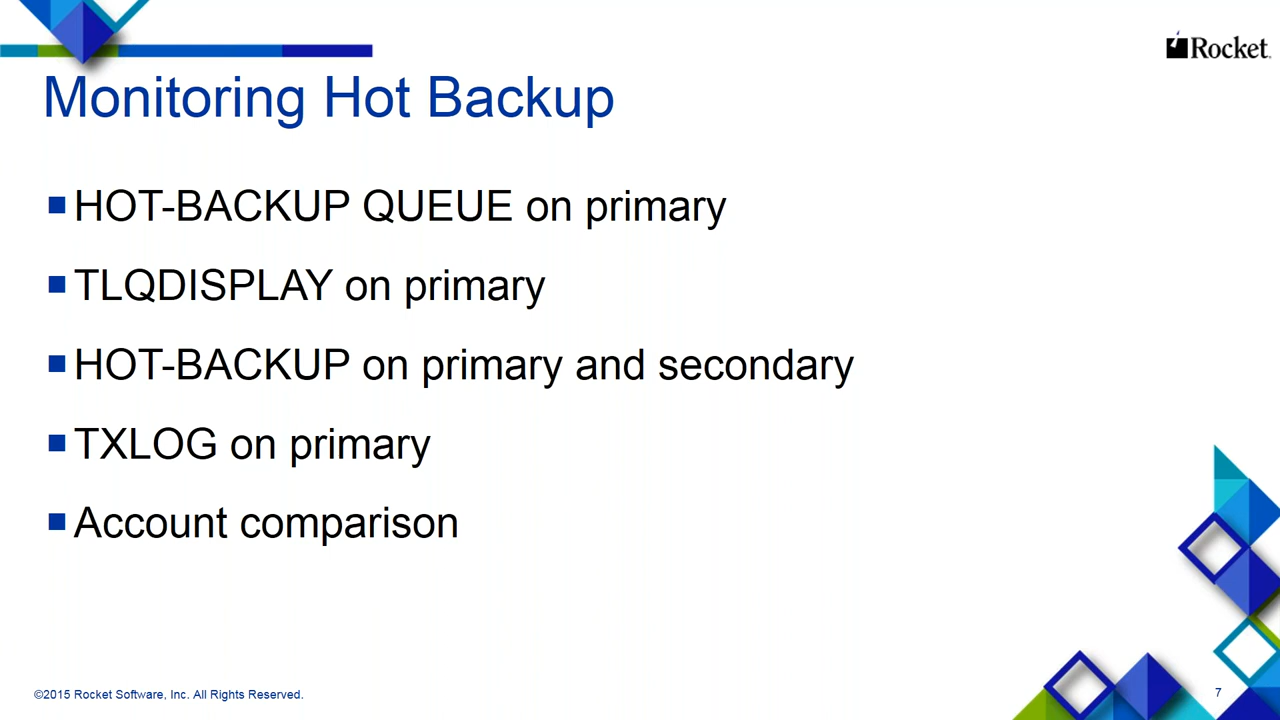 Rocket.
Monitoring Hot Backup
HOT-BACKUP QUEUE on primary
TLQDISPLAY on primary
HOT-BACKUP on primary and secondary
TXLOG on primary
Account comparison
©2015 Rocket Software, Inc. All Rights Reserved.
7